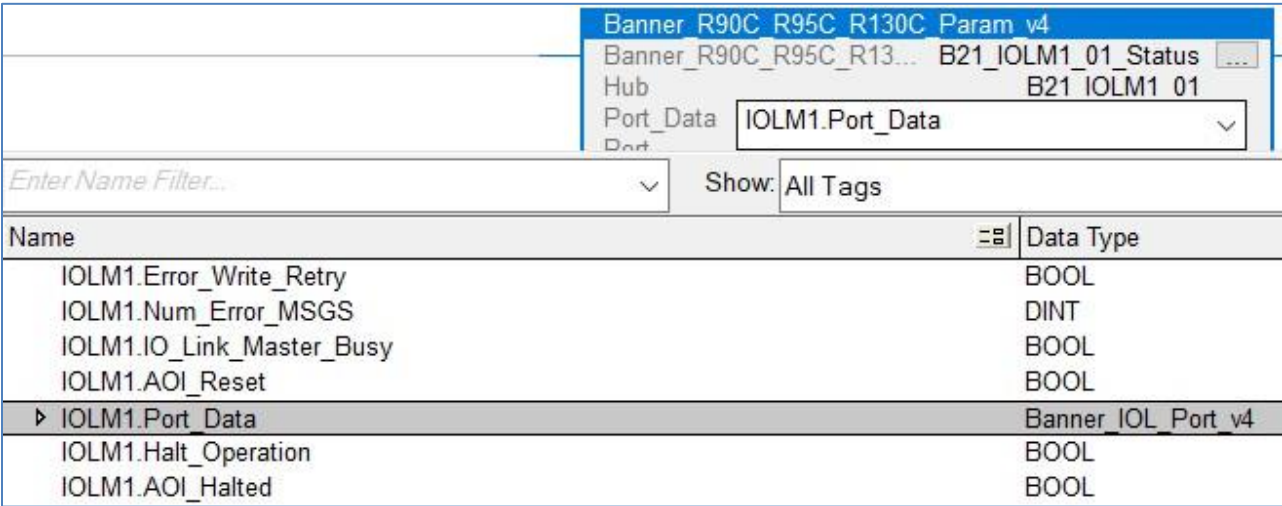 Banner_R90C_R95C_R130C_Param_v4
Banner_R90C_R95C_R13... B21_IOLM1_01_Status ...
Hub B21_IOLM1_01
Port_Data IOLM1.Port_Data
Port
Enter Name Filter... Show: All Tags
Name Data Type
IOLM1.Error_Write_Retry BOOL
IOLM1.Num_Error_MSGS DINT
IOLM1.IO_Link_Master_Busy BOOL
IOLM1.AOI_Reset BOOL
IOLM1.Port_Data Banner_IOL_Port_v4
IOLM1.Halt_Operation BOOL
IOLM1.AOI_Halted BOOL